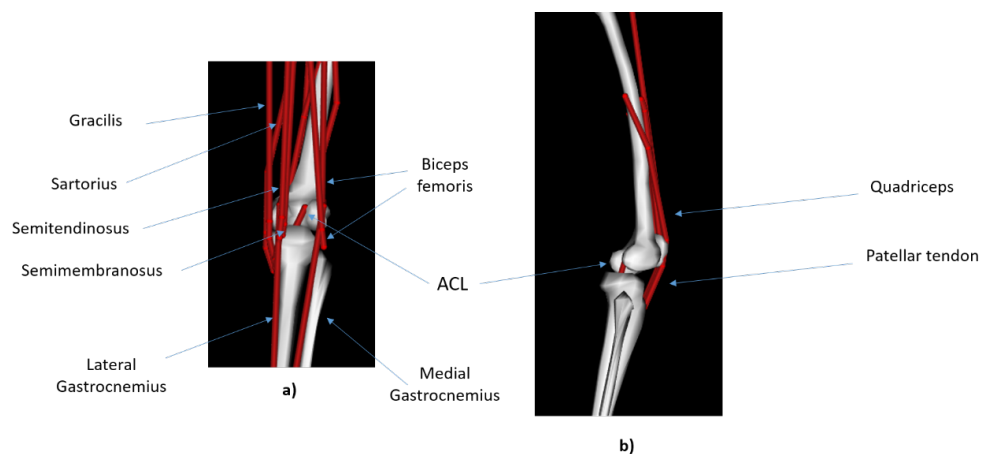 Gracilis
Sartorius
Semitendinosus
Semimembranosus
Lateral
Gastrocnemius
Biceps
femoris
ACL
Medial
Gastrocnemius
a)
Quadriceps
Patellar tendon
b)